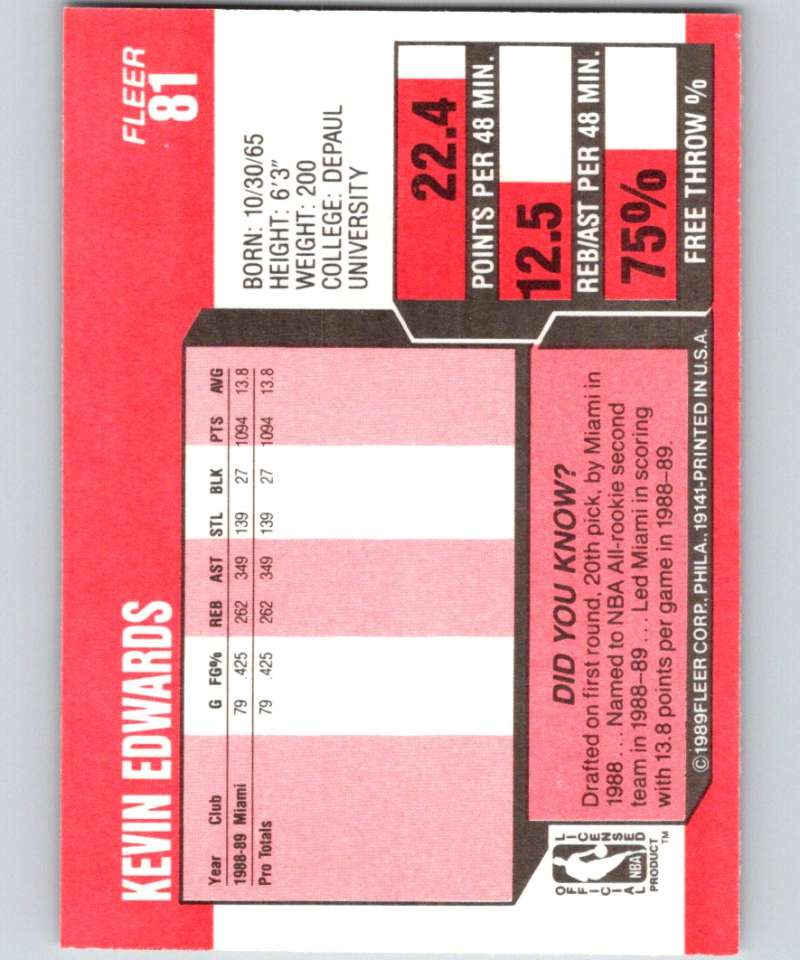 KEVIN EDWARDS
FLEER
81
Year Club G FG% REB AST STL BLK PTS AVG
1988-89 Miami 79 .425 262 349 139 27 1094 13.8
Pro Totals 79 .425 262 349 139 27 1094 13.8
BORN: 10/30/65
HEIGHT: 6'3"
WEIGHT: 200
COLLEGE: DEPAUL
UNIVERSITY
22.4
POINTS PER 48 MIN.
12.5
REB/AST PER 48 MIN.
75%
FREE THROW %
DID YOU KNOW?
Drafted on first round, 20th pick, by Miami in
1988 ... Named to NBA All-rookie second
team in 1988-89 ... Led Miami in scoring
with 13.8 points per game in 1988-89.
OFFICIAL LICENSED
NBA
PRODUCT™
©1989 FLEER CORP., PHILA., 19141-PRINTED IN U.S.A.